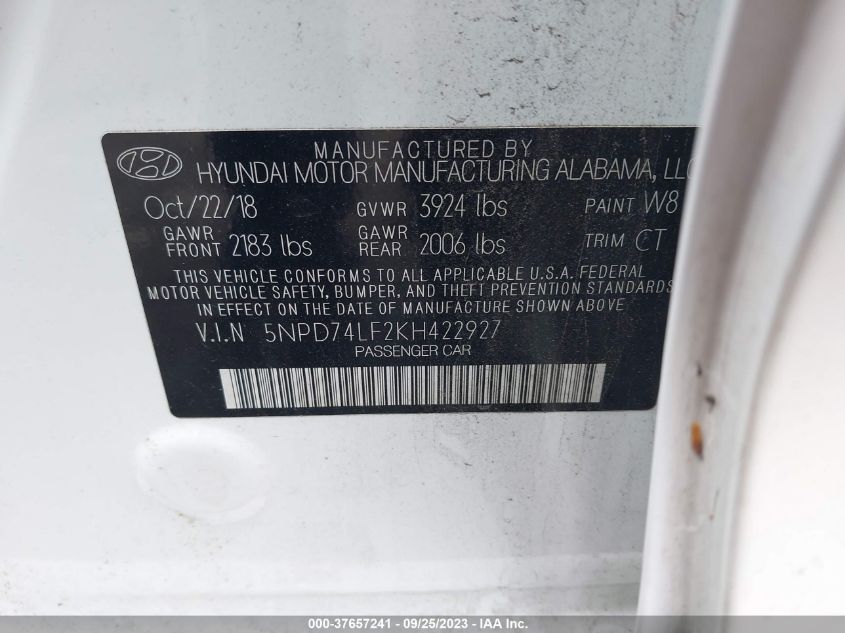 MANUFACTURED BY
HYUNDAI MOTOR MANUFACTURING ALABAMA, LLC
Oct/22/18 GVWR 3924 lbs PAINT W8
GAWR FRONT 2183 lbs GAWR REAR 2006 lbs TRIM CT
THIS VEHICLE CONFORMS TO ALL APPLICABLE U.S.A. FEDERAL
MOTOR VEHICLE SAFETY, BUMPER, AND THEFT PREVENTION STANDARDS
IN EFFECT ON THE DATE OF MANUFACTURE SHOWN ABOVE.
V.I.N 5NPD74LF2KH422927
PASSENGER CAR
000-37657241 - 09/25/2023 - IAA Inc.